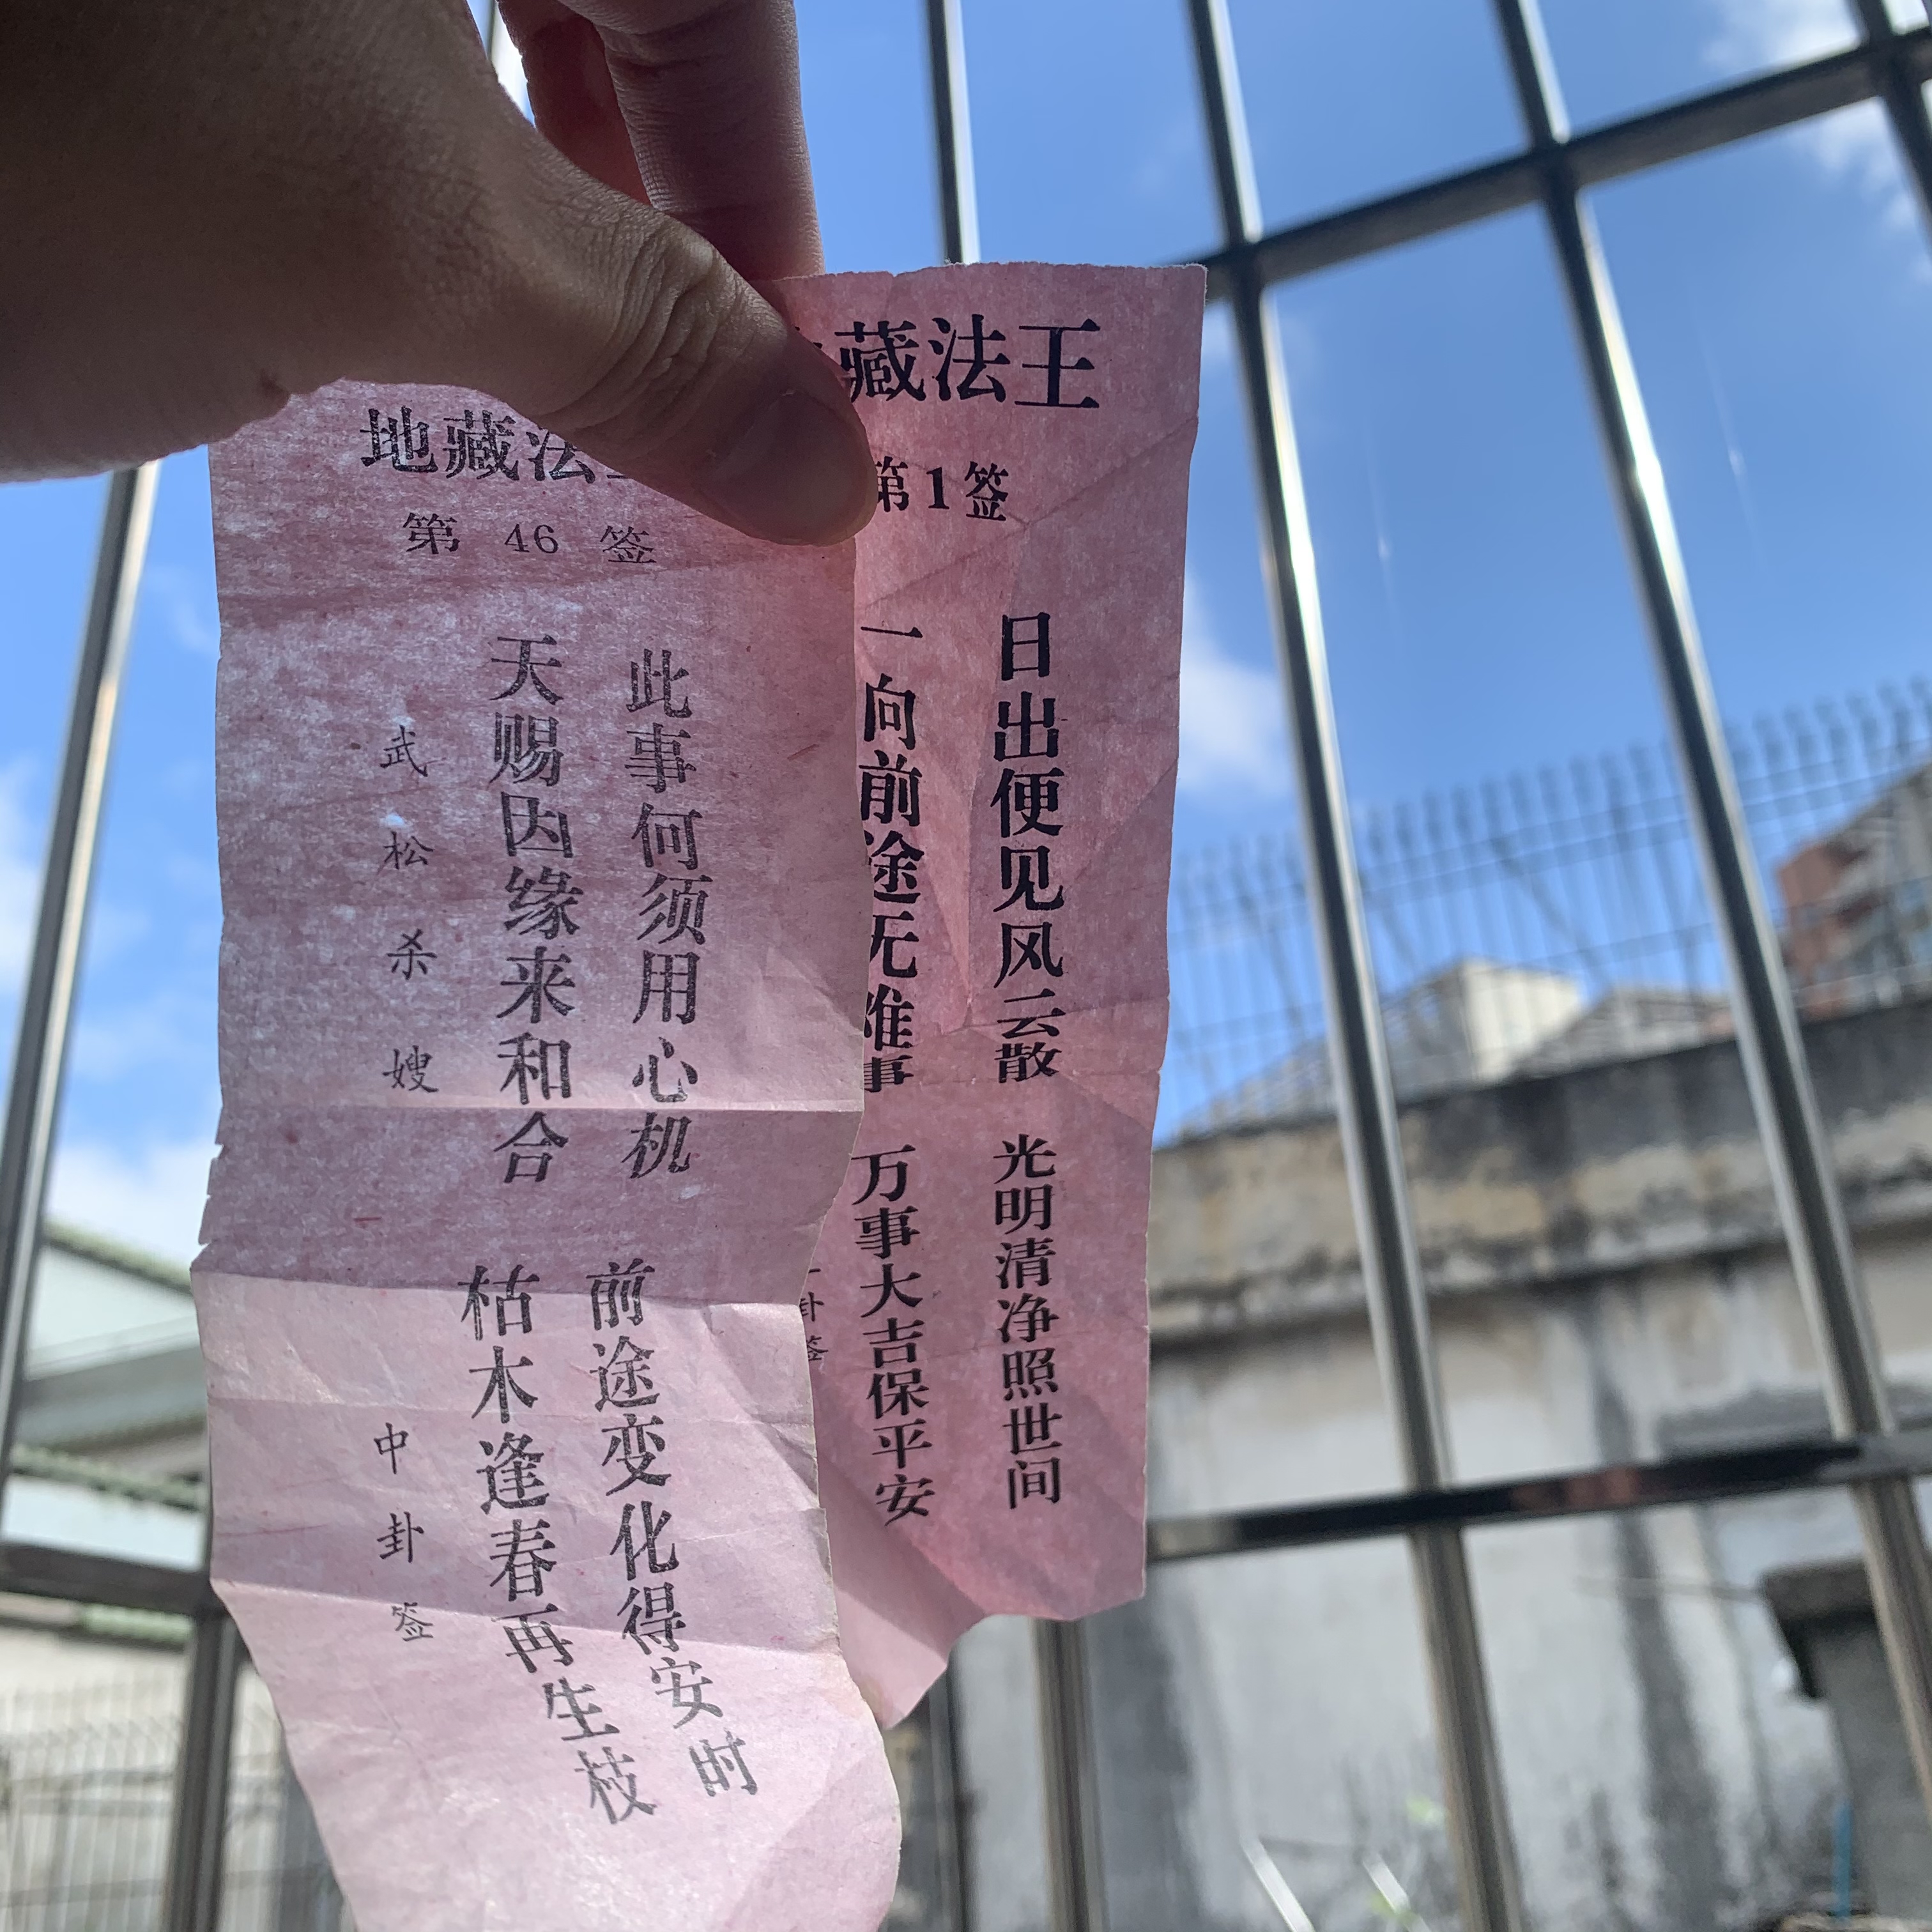 地藏法
第 46 签
此事何须用心机 前途变化得安时
天赐因缘来和合 枯木逢春再生枝
武松杀嫂 中卦签
藏法王
第1签
日出便见风云散 光明清净照世间
一向前途无难事 万事大吉保平安
卦签